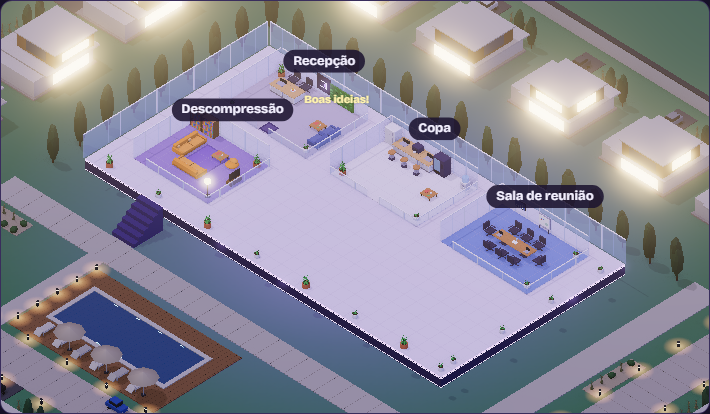 Recepção
Boas ideias!
Descompressão
Copa
Sala de reunião